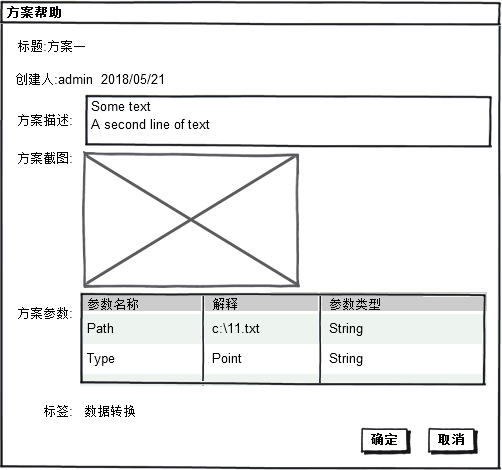 方案帮助
标题:方案一
创建人:admin 2018/05/21
方案描述:
Some text
A second line of text
方案截图:
方案参数:
参数名称 解释 参数类型
Path c:\11.txt String
Type Point String
标签: 数据转换
确定 取消